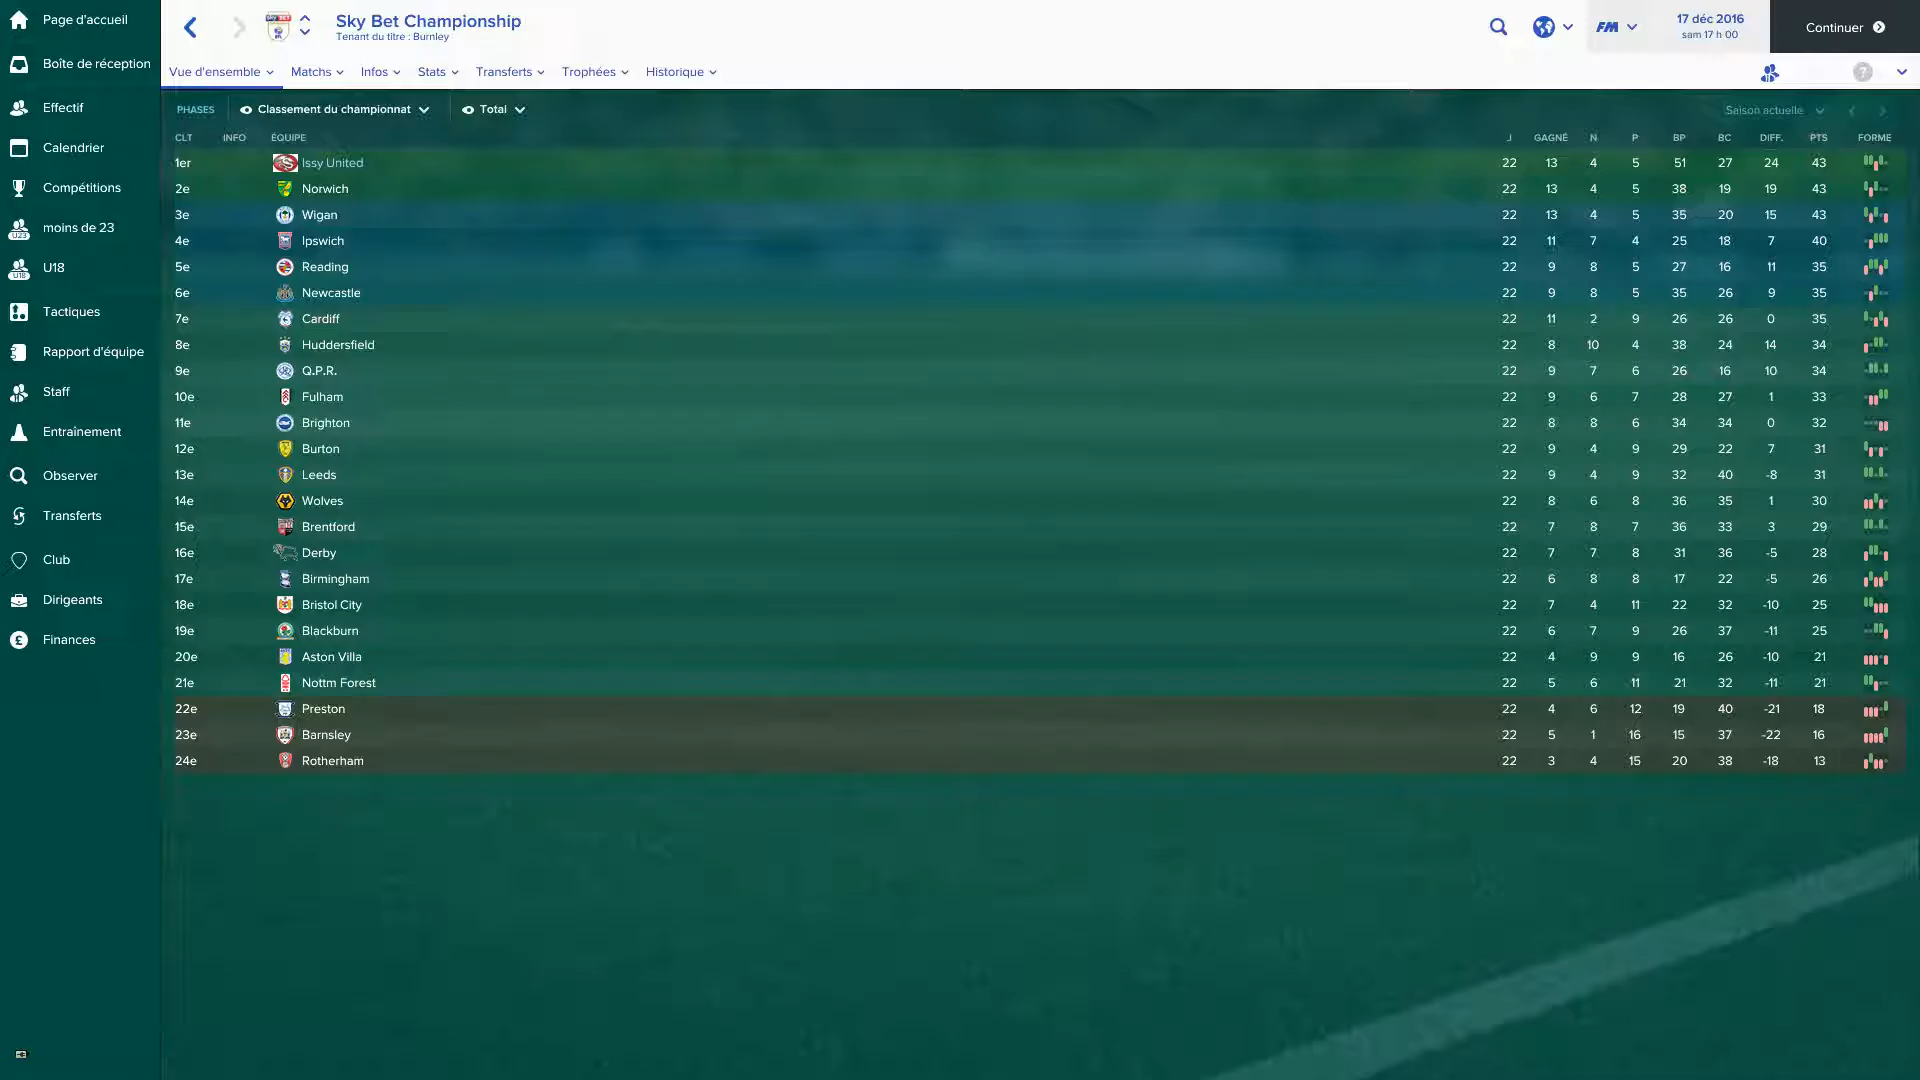 Page d'accueil
Boîte de réception
Effectif
Calendrier
Compétitions
moins de 23
U18
Tactiques
Rapport d'équipe
Staff
Entraînement
Observer
Transferts
Club
Dirigeants
Finances
Sky Bet Championship
Tenant du titre : Burnley
FM
17 déc 2016
sam 17 h 00
Continuer
Vue d'ensemble Matchs Infos Stats Transferts Trophées Historique
PHASES Classement du championnat Total Saison actuelle
CLT INFO ÉQUIPE J GAGNÉ N P BP BC DIFF. PTS FORME
1er Issy United 22 13 4 5 51 27 24 43
2e Norwich 22 13 4 5 38 19 19 43
3e Wigan 22 13 4 5 35 20 15 43
4e Ipswich 22 11 7 4 25 18 7 40
5e Reading 22 9 8 5 27 16 11 35
6e Newcastle 22 9 8 5 35 26 9 35
7e Cardiff 22 11 2 9 26 26 0 35
8e Huddersfield 22 8 10 4 38 24 14 34
9e Q.P.R. 22 9 7 6 26 16 10 34
10e Fulham 22 9 6 7 28 27 1 33
11e Brighton 22 8 8 6 34 34 0 32
12e Burton 22 9 4 9 29 22 7 31
13e Leeds 22 9 4 9 32 40 -8 31
14e Wolves 22 8 6 8 36 35 1 30
15e Brentford 22 7 8 7 36 33 3 29
16e Derby 22 7 7 8 31 36 -5 28
17e Birmingham 22 6 8 8 17 22 -5 26
18e Bristol City 22 7 4 11 22 32 -10 25
19e Blackburn 22 6 7 9 26 37 -11 25
20e Aston Villa 22 4 9 9 16 26 -10 21
21e Nottm Forest 22 5 6 11 21 32 -11 21
22e Preston 22 4 6 12 19 40 -21 18
23e Barnsley 22 5 1 16 15 37 -22 16
24e Rotherham 22 3 4 15 20 38 -18 13